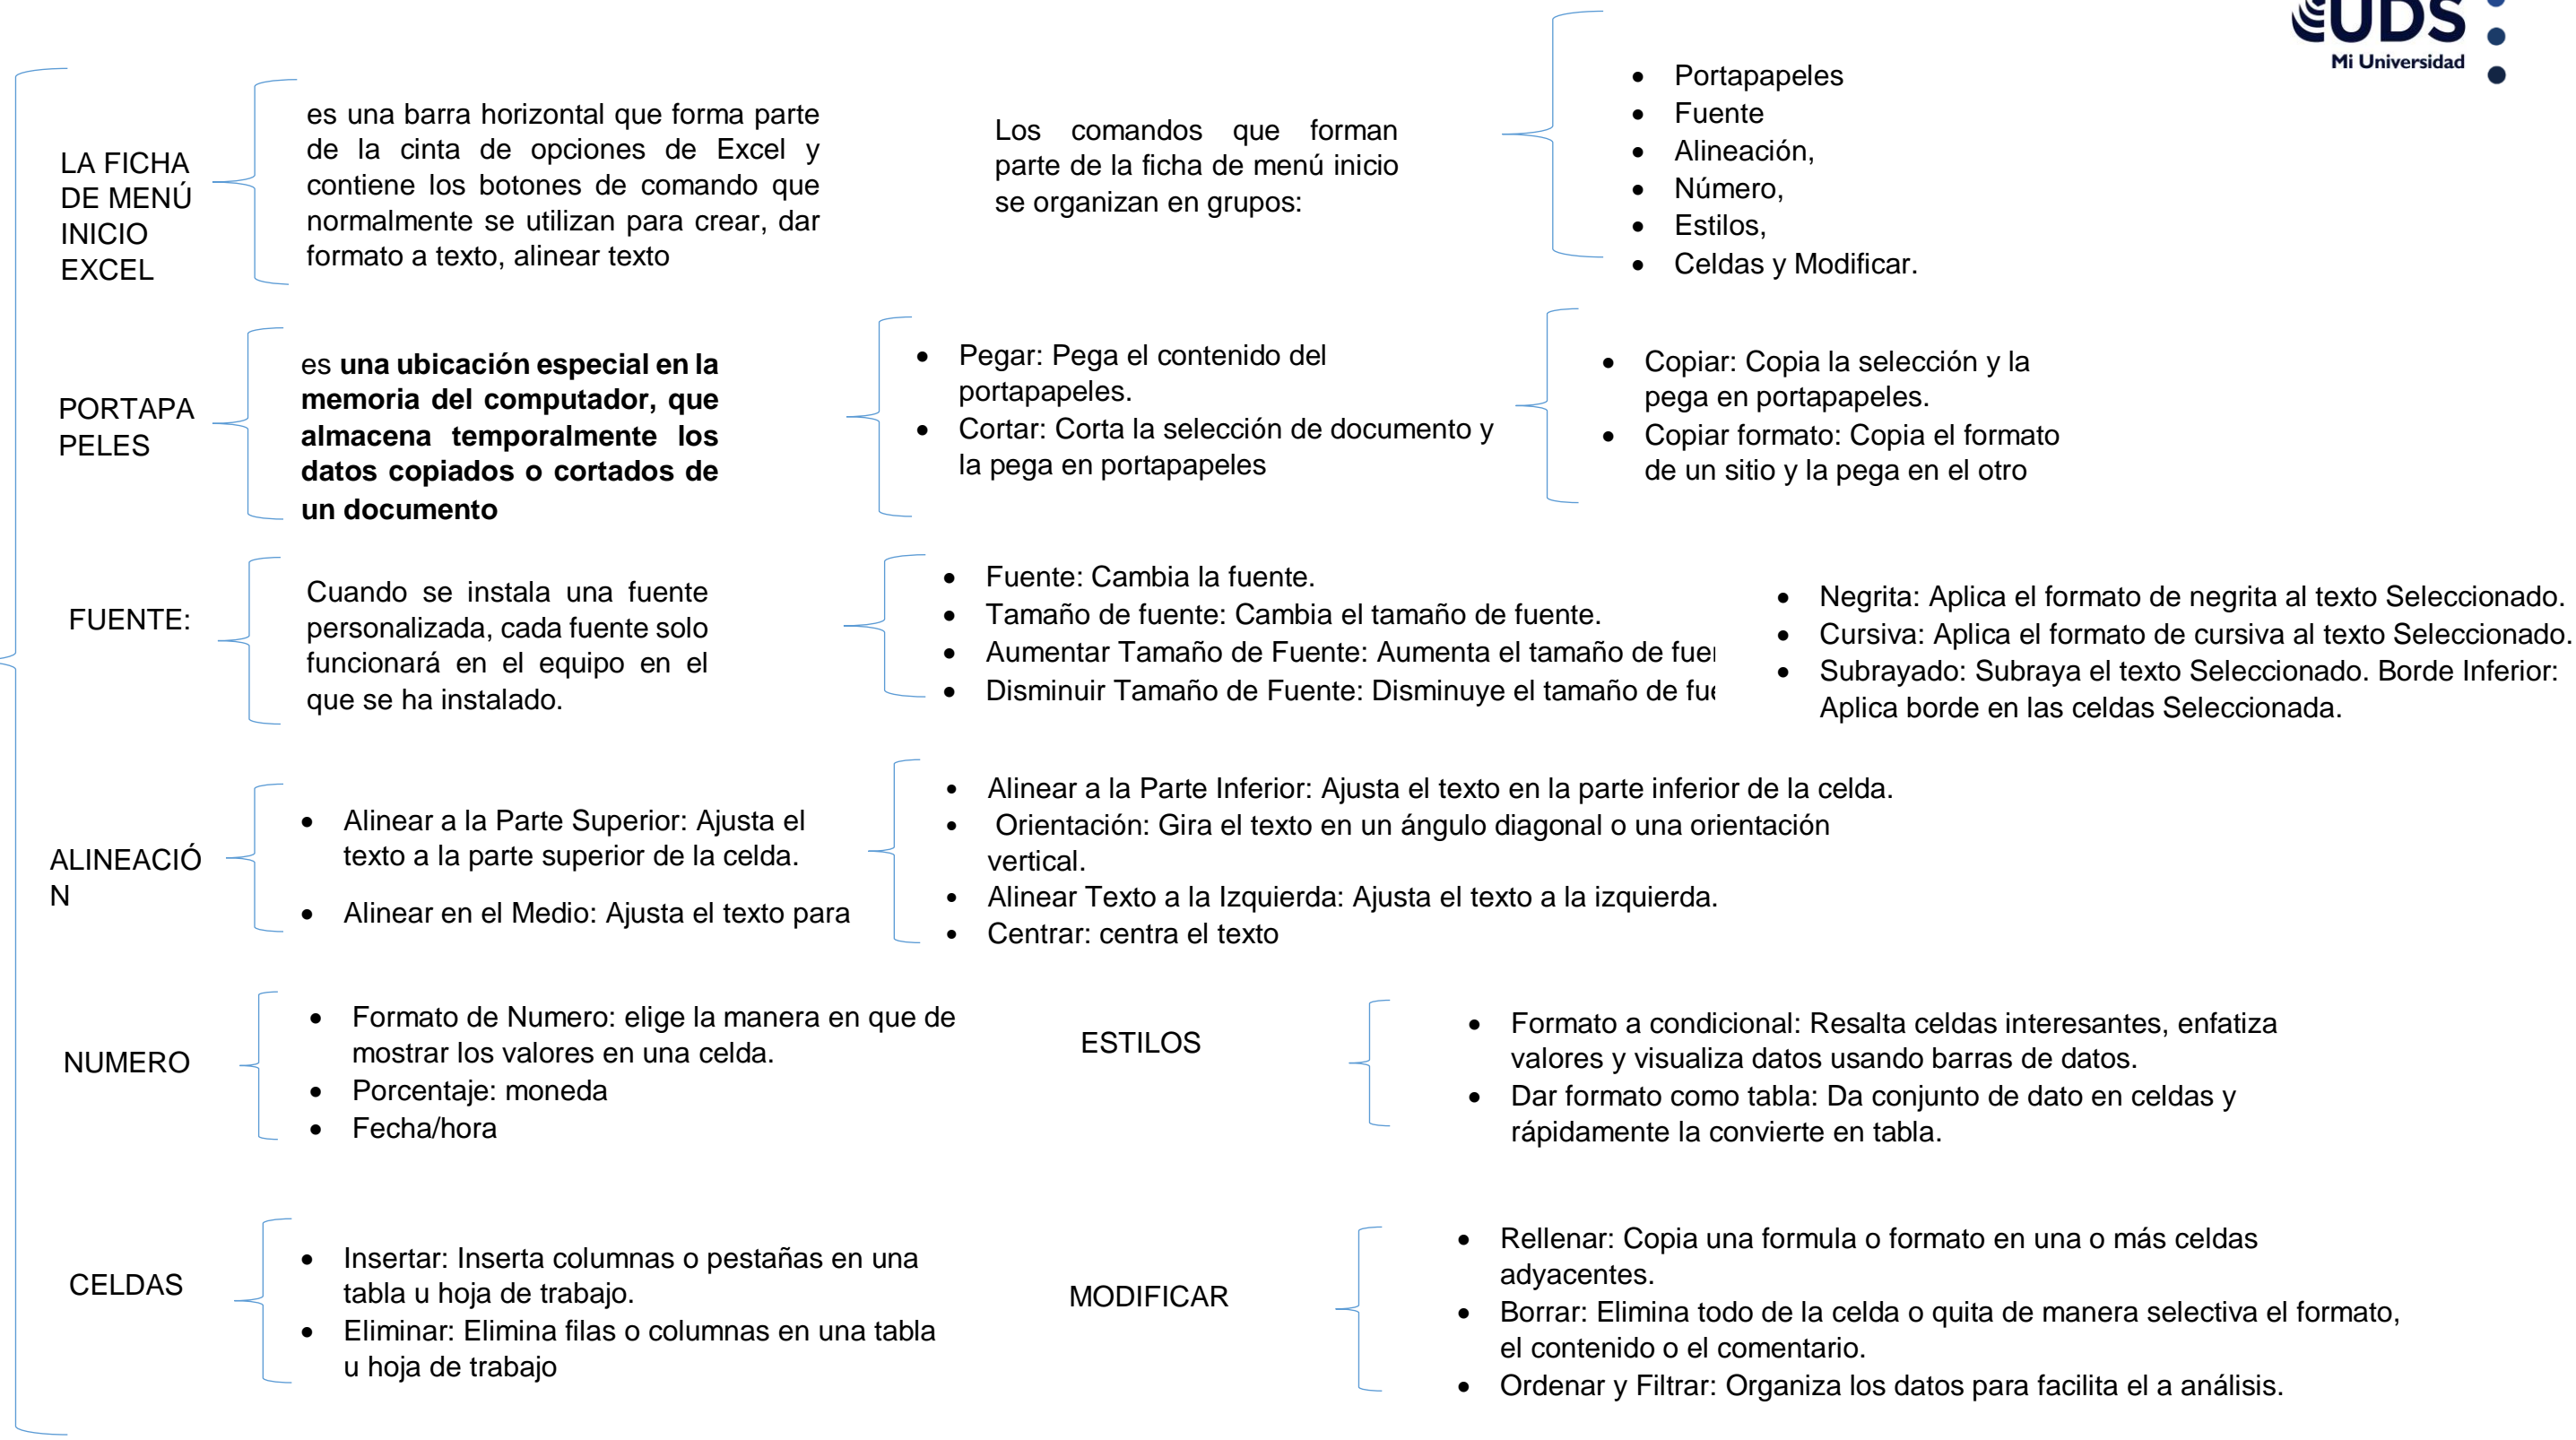 UDS
Mi Universidad
LA FICHA
DE MENÚ
INICIO
EXCEL
es una barra horizontal que forma parte
de la cinta de opciones de Excel y
contiene los botones de comando que
normalmente se utilizan para crear, dar
formato a texto, alinear texto
Los comandos que forman
parte de la ficha de menú inicio
se organizan en grupos:
• Portapapeles
• Fuente
• Alineación,
• Número,
• Estilos,
• Celdas y Modificar.
PORTAPA
PELES
es una ubicación especial en la
memoria del computador, que
almacena temporalmente los
datos copiados o cortados de
un documento
• Pegar: Pega el contenido del
portapapeles.
• Cortar: Corta la selección de documento y
la pega en portapapeles
• Copiar: Copia la selección y la
pega en portapapeles.
• Copiar formato: Copia el formato
de un sitio y la pega en el otro
FUENTE:
Cuando se instala una fuente
personalizada, cada fuente solo
funcionará en el equipo en el
que se ha instalado.
• Fuente: Cambia la fuente.
• Tamaño de fuente: Cambia el tamaño de fuente.
• Aumentar Tamaño de Fuente: Aumenta el tamaño de
• Disminuir Tamaño de Fuente: Disminuye el tamaño de
• Negrita: Aplica el formato de negrita al texto Seleccionado.
• Cursiva: Aplica el formato de cursiva al texto Seleccionado.
• Subrayado: Subraya el texto Seleccionado. Borde Inferior:
Aplica borde en las celdas Seleccionada.
ALINEACIÓ
N
• Alinear a la Parte Superior: Ajusta el
texto a la parte superior de la celda.
• Alinear en el Medio: Ajusta el texto para
• Alinear a la Parte Inferior: Ajusta el texto en la parte inferior de la celda.
• Orientación: Gira el texto en un ángulo diagonal o una orientación
vertical.
• Alinear Texto a la Izquierda: Ajusta el texto a la izquierda.
• Centrar: centra el texto
NUMERO
• Formato de Numero: elige la manera en que de
mostrar los valores en una celda.
• Porcentaje: moneda
• Fecha/hora
ESTILOS
• Formato a condicional: Resalta celdas interesantes, enfatiza
valores y visualiza datos usando barras de datos.
• Dar formato como tabla: Da conjunto de dato en celdas y
rápidamente la convierte en tabla.
CELDAS
• Insertar: Inserta columnas o pestañas en una
tabla u hoja de trabajo.
• Eliminar: Elimina filas o columnas en una tabla
u hoja de trabajo
MODIFICAR
• Rellenar: Copia una formula o formato en una o más celdas
adyacentes.
• Borrar: Elimina todo de la celda o quita de manera selectiva el formato,
el contenido o el comentario.
• Ordenar y Filtrar: Organiza los datos para facilita el a análisis.